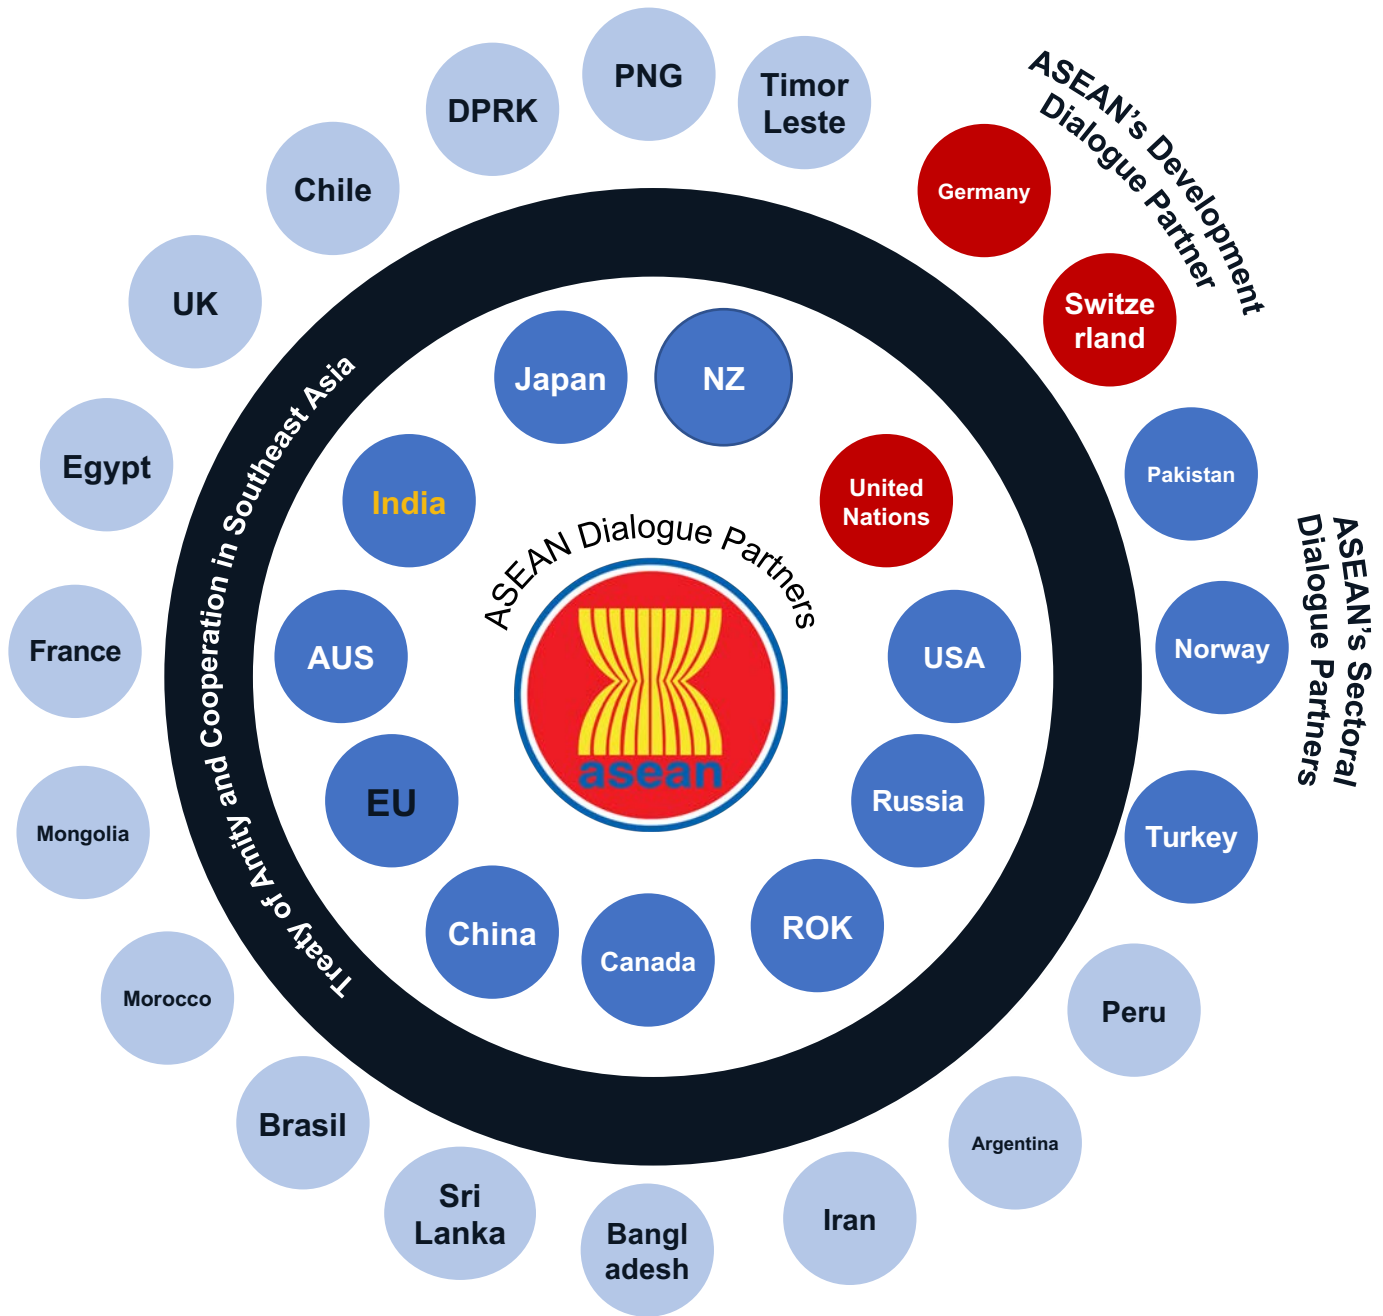 PNG
Timor
Leste
DPRK
Chile
UK
Egypt
France
Mongolia
Morocco
Brasil
Sri
Lanka
Bangl
adesh
Iran
Argentina
Peru
Germany
Switze
rland
ASEAN's Development
Dialogue Partner
Pakistan
Norway
Turkey
ASEAN's Sectoral
Dialogue Partners
Treaty of Amity and Cooperation in Southeast Asia
Japan
NZ
India
United
Nations
AUS
USA
EU
Russia
China
Canada
ROK
ASEAN Dialogue Partners
asean